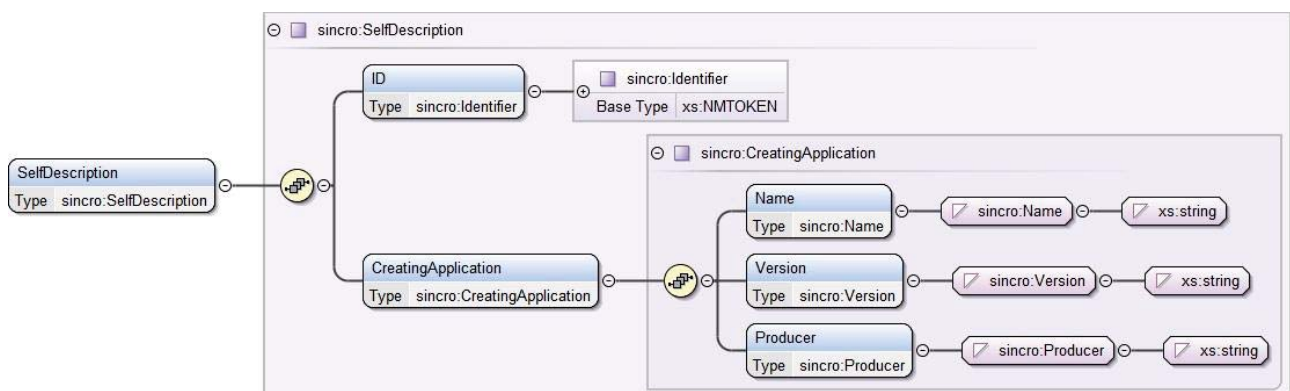 sincro:SelfDescription
ID
Type sincro:Identifier
sincro:Identifier
Base Type xs:NMTOKEN
SelfDescription
Type sincro:SelfDescription
sincro:CreatingApplication
CreatingApplication
Type sincro:CreatingApplication
Name
Type sincro:Name
sincro:Name
xs:string
Version
Type sincro:Version
sincro:Version
xs:string
Producer
Type sincro:Producer
sincro:Producer
xs:string